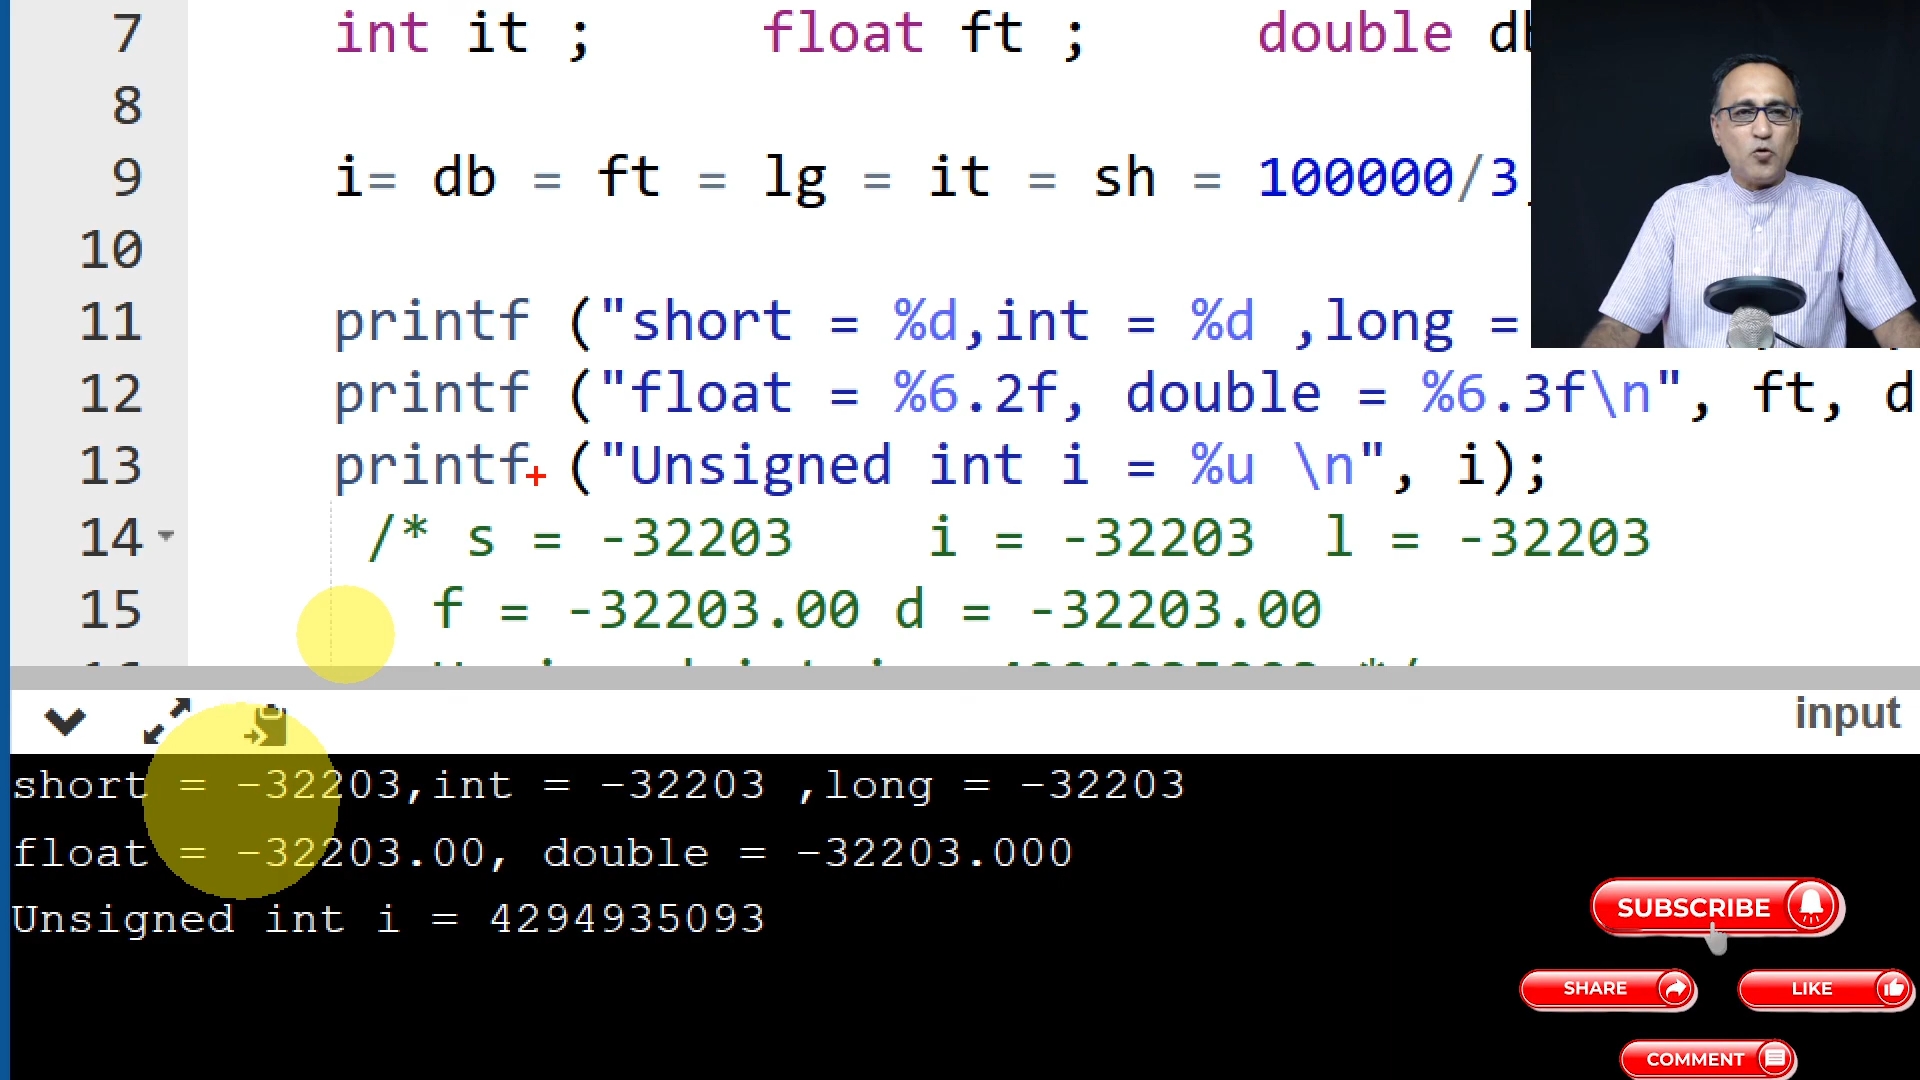 7 int it ; float ft ; double
8
9 i= db = ft = lg = it = sh = 100000/3
10
11 printf ("short = %d,int = %d ,long =
12 printf ("float = %6.2f, double = %6.3f\n", ft, d
13 printf ("Unsigned int i = %u \n", i);
14 /* s = -32203 i = -32203 l = -32203
15 f = -32203.00 d = -32203.00
input
short = -32203,int = -32203 ,long = -32203
float = -32203.00, double = -32203.000
Unsigned int i = 4294935093
SUBSCRIBE
SHARE LIKE
COMMENT